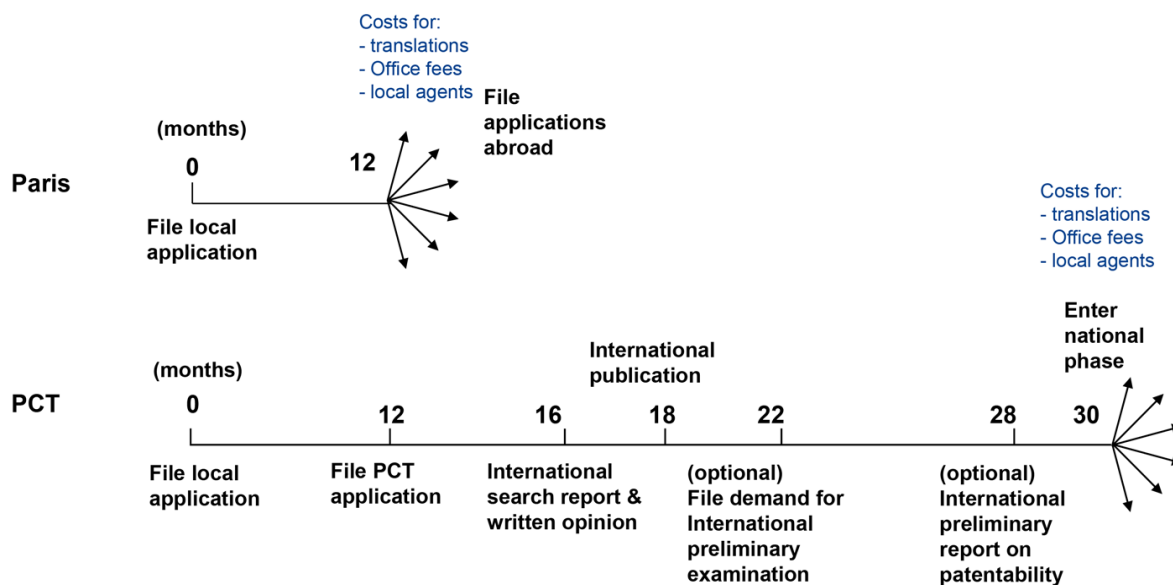 Costs for:
- translations
- Office fees
- local agents
File
applications
abroad
(months)
0
12
Paris
File local
application
Costs for:
- translations
- Office fees
- local agents
Enter
national
phase
International
publication
(months)
PCT
0
12
16
18
22
28
30
File local
application
File PCT
application
International
search report &
written opinion
(optional)
File demand for
International
preliminary
examination
(optional)
International
preliminary
report on
patentability